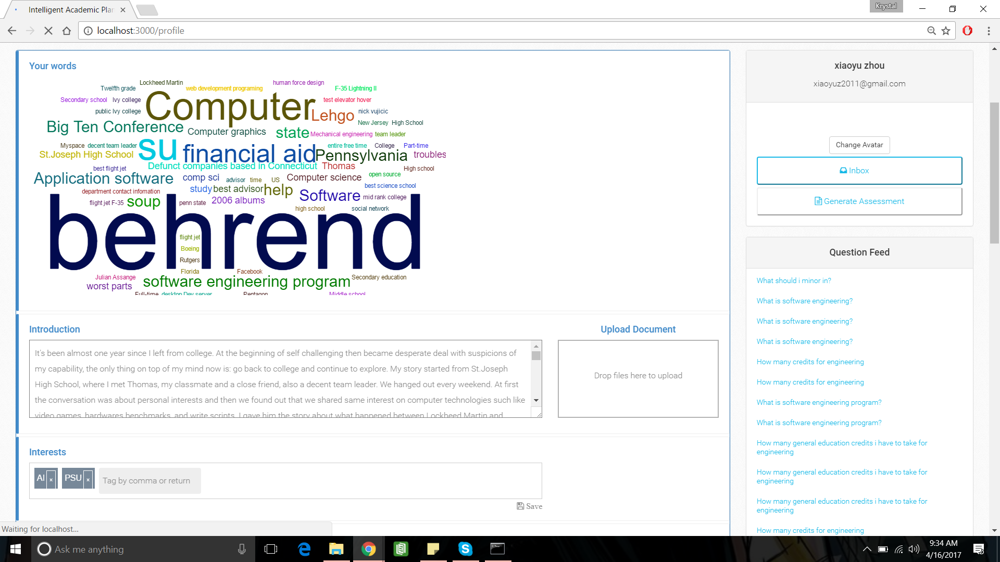 Intelligent Academic Plan
Krystal
localhost:3000/profile
Your words
Lockheed Martin
human force design
Twelfth grade
web development programing
F-35 Lightning II
Secondary school
Ivy college
Computer
test elevator hover
public Ivy college
Lehgo
nick vujicic
New Jersey
High School
Big Ten Conference
Computer graphics
state
Mechanical engineering
team leader
Myspace
decent team leader
su
financial aid
entire free time
College
Part-time
St.Joseph High School
Pennsylvania
troubles
best flight jet
Defunct companies based in Connecticut
Thomas
High school
Application software
comp sci
advisor
time
US
Computer science
open source
study
best advisor
help
best science school
department contact infomation
Software
mid rank college
flight jet F-35
soup
penn state
2006 albums
high school
social network
behrend
flight jet
Boeing
Rutgers
Florida
Facebook
Julian Assange
Secondary education
worst parts
software engineering program
Full-time
desktop Dev server
Pentagon
Middle school
Introduction
It's been almost one year since I left from college. At the beginning of self challenging then became desperate deal with suspicions of
my capability, the only thing on top of my mind now is: go back to college and continue to explore. My story started from St.Joseph
High School, where I met Thomas, my classmate and a close friend, also a decent team leader. We hanged out every weekend. At first
the conversation was about personal interests and then we found out that we shared same interest on computer technologies such like
video games, hardwares benchmarks, and write scripts. I gave him the story about what happened between Lockheed Martin and
Upload Document
Drop files here to upload
Interests
AI ×
PSU ×
Tag by comma or return
Save
xiaoyu zhou
xiaoyuz2011@gmail.com
Change Avatar
Inbox
Generate Assessment
Question Feed
What should i minor in?
What is software engineering?
What is software engineering?
What is software engineering?
How many credits for engineering
How many credits for engineering
What is software engineering program?
What is software engineering program?
How many general education credits i have to take for
engineering
How many general education credits i have to take for
engineering
How many general education credits i have to take for
engineering
How many credits for engineering
Waiting for localhost...
Ask me anything
9:34 AM
4/16/2017